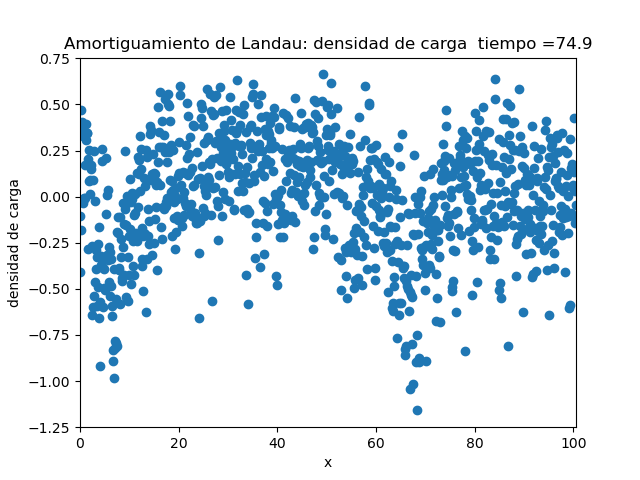 Amortiguamiento de Landau: densidad de carga  tiempo =74.9
0.75
0.50
0.25
0.00
−0.25
−0.50
−0.75
−1.00
−1.25
densidad de carga
0 20 40 60 80 100
x